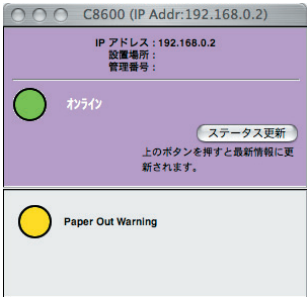 C8600 (IP Addr:192.168.0.2)
IP アドレス : 192.168.0.2
設置場所 :
管理番号 :
オンライン
ステータス更新
上のボタンを押すと最新情報に更
新されます。
Paper Out Warning